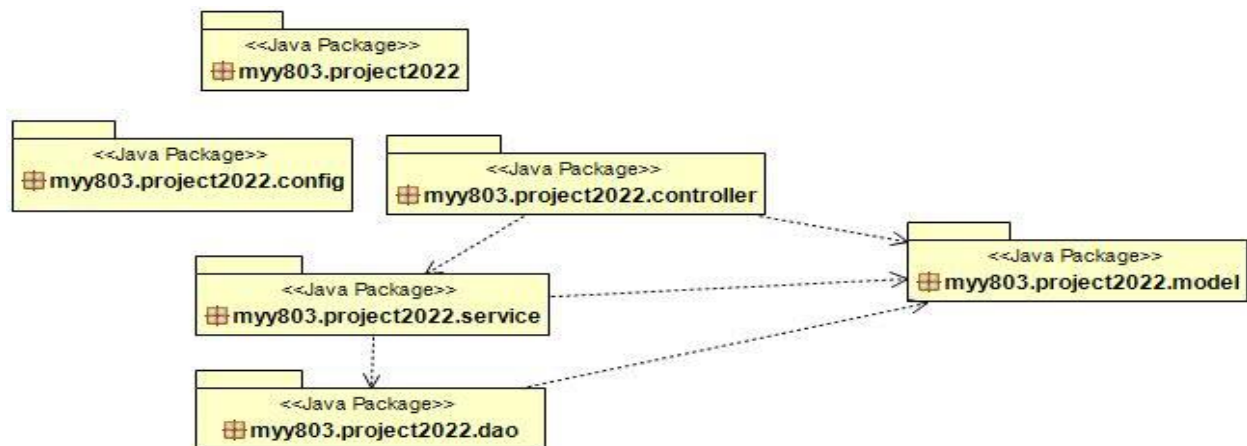 <<Java Package>>
myy803.project2022
<<Java Package>>
myy803.project2022.config
<<Java Package>>
myy803.project2022.controller
<<Java Package>>
myy803.project2022.model
<<Java Package>>
myy803.project2022.service
<<Java Package>>
myy803.project2022.dao